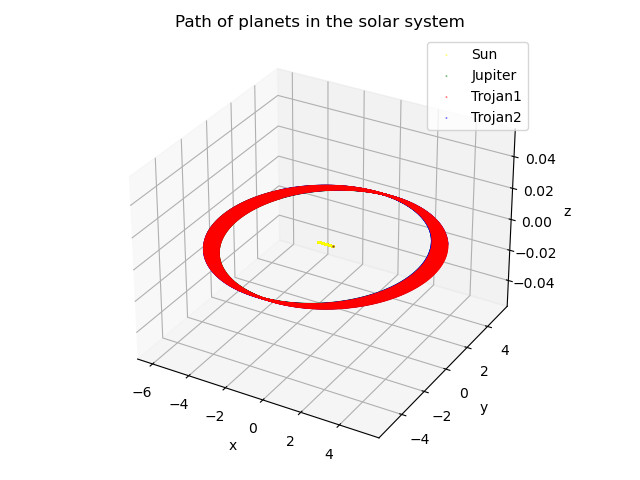 Path of planets in the solar system
Sun
Jupiter
Trojan1
Trojan2
0.04
0.02
0.00
−0.02
−0.04
z
−6
−4
−2
0
2
4
x
−4
−2
0
2
4
y